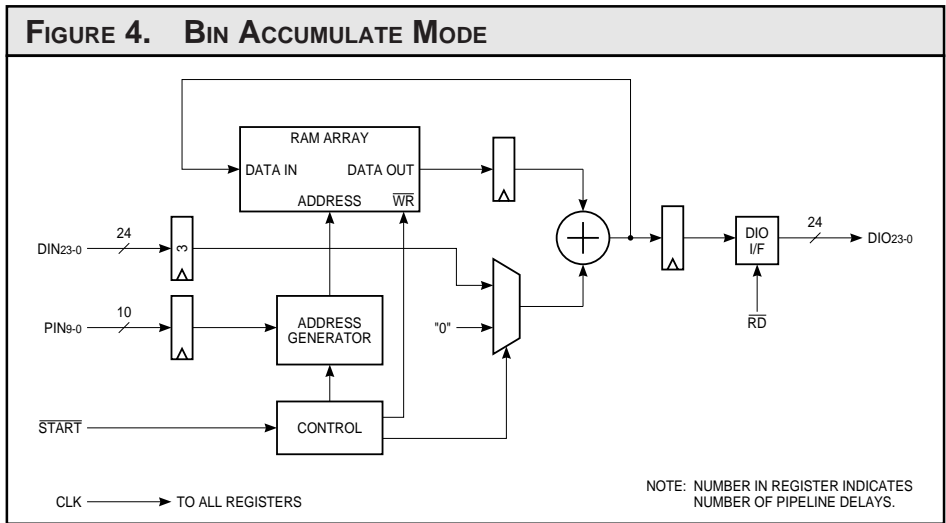 FIGURE 4. BIN ACCUMULATE MODE
RAM ARRAY
DATA IN DATA OUT
ADDRESS WR
DIN23-0 24 3
PIN9-0 10
ADDRESS
GENERATOR
"0"
DIO
I/F
24 DIO23-0
RD
START
CONTROL
CLK TO ALL REGISTERS
NOTE: NUMBER IN REGISTER INDICATES
NUMBER OF PIPELINE DELAYS.